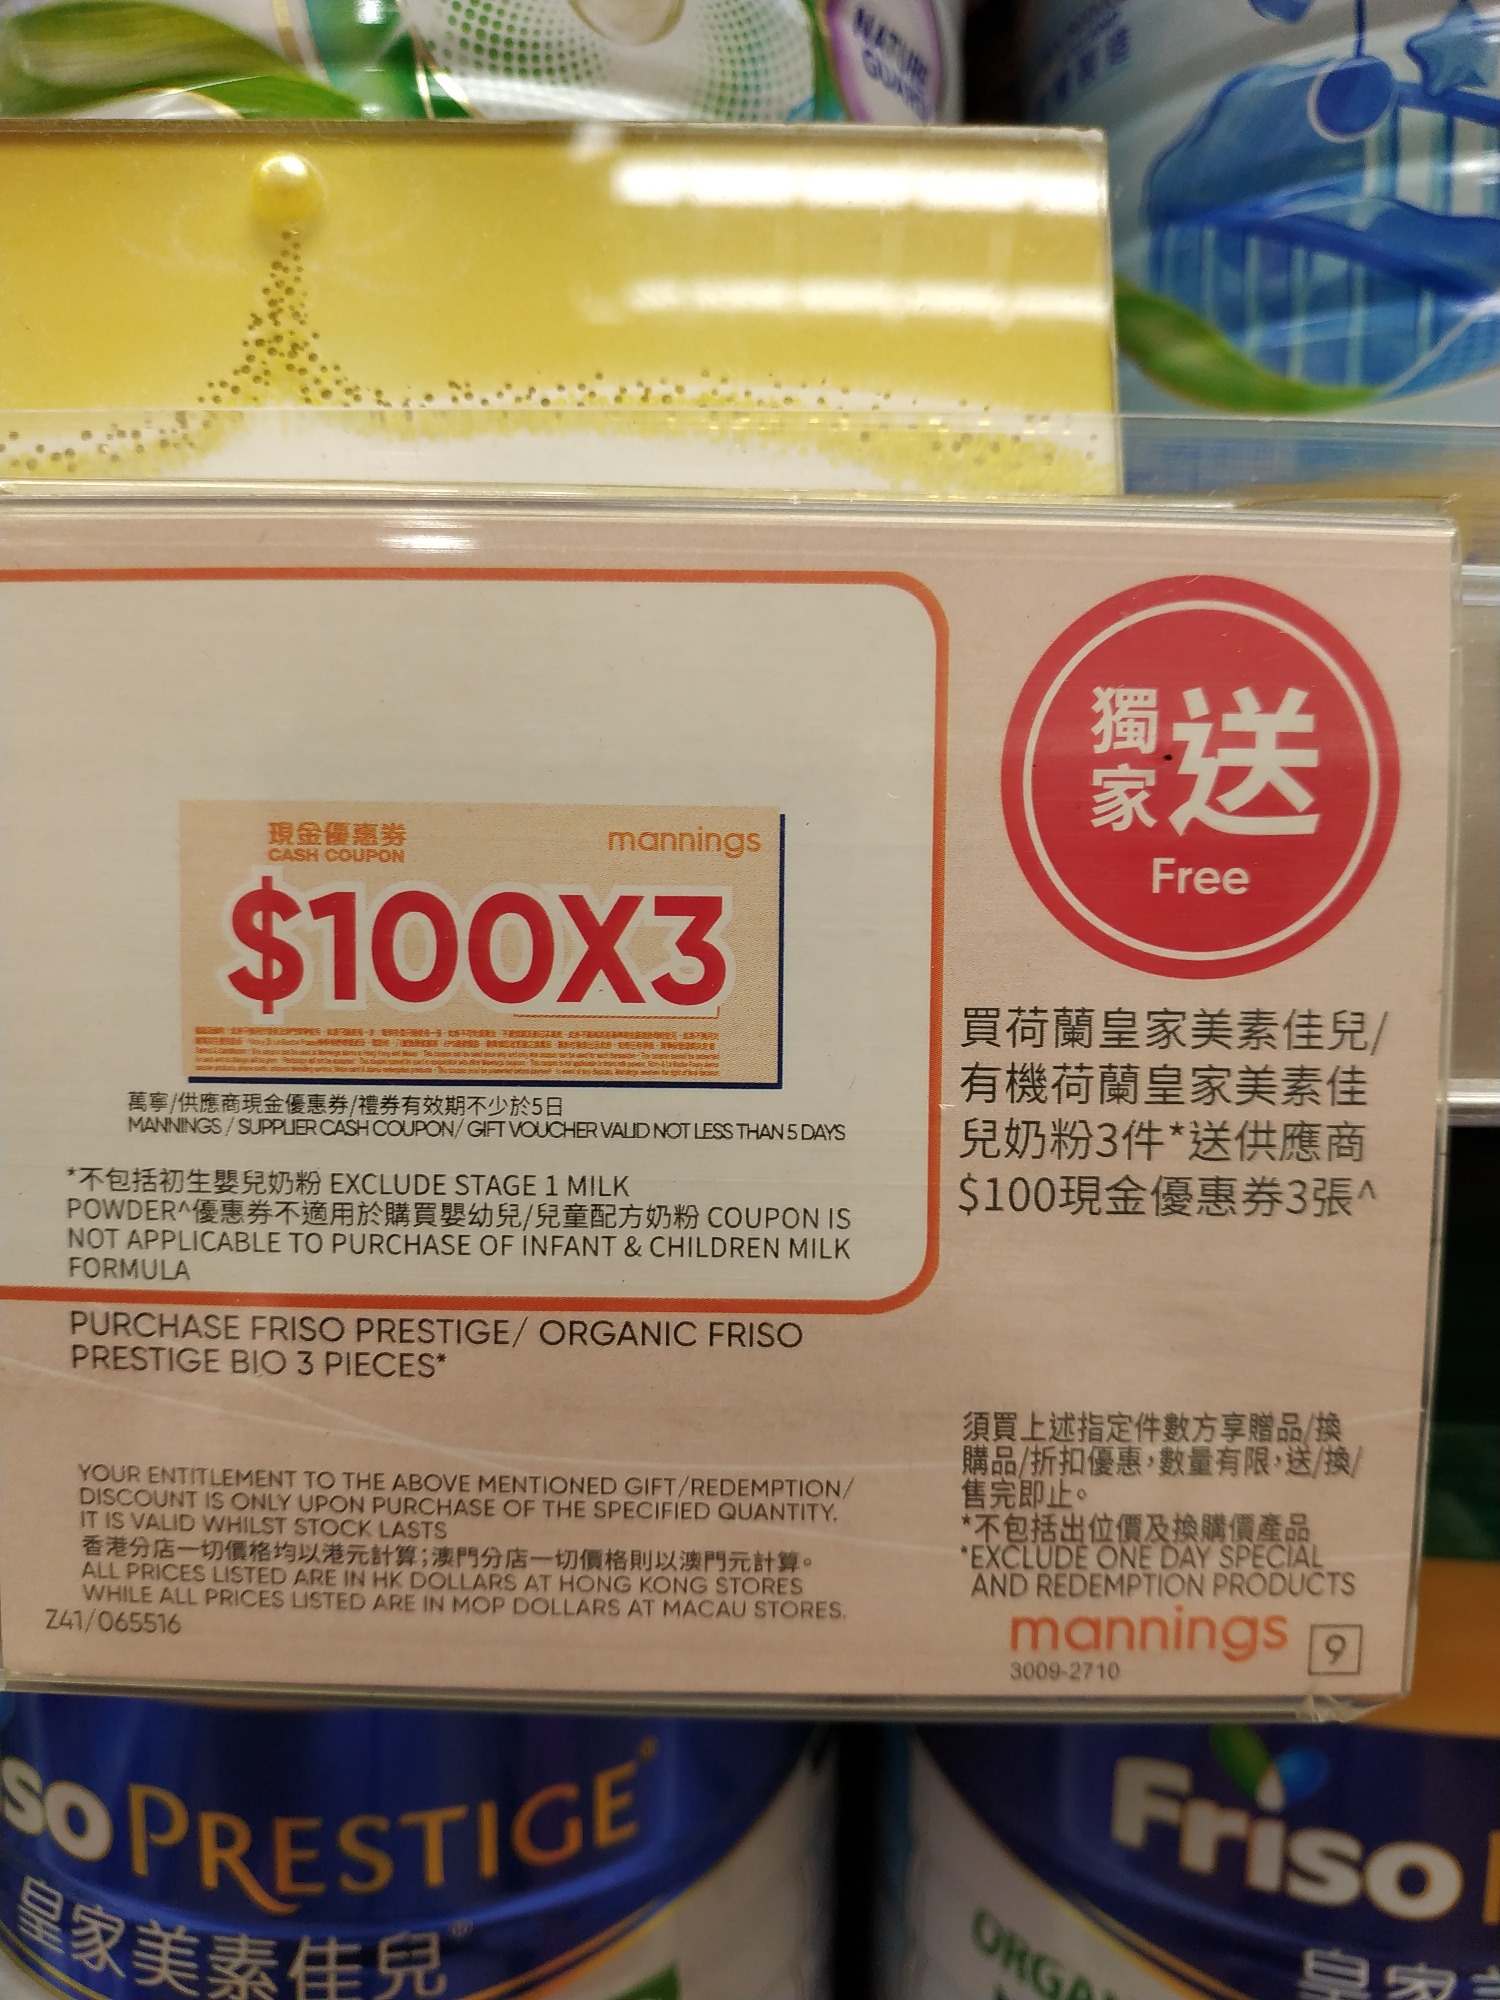 NATURE
GUARD
獨家送
Free
現金優惠券
CASH COUPON
mannings
$100X3
萬寧/供應商現金優惠券/禮券有效期不少於5日
MANNINGS / SUPPLIER CASH COUPON/ GIFT VOUCHER VALID NOT LESS THAN 5 DAYS
*不包括初生嬰兒奶粉 EXCLUDE STAGE 1 MILK
POWDER^優惠券不適用於購買嬰幼兒/兒童配方奶粉 COUPON IS
NOT APPLICABLE TO PURCHASE OF INFANT & CHILDREN MILK
FORMULA
買荷蘭皇家美素佳兒/
有機荷蘭皇家美素佳
兒奶粉3件*送供應商
$100現金優惠券3張^
PURCHASE FRISO PRESTIGE/ ORGANIC FRISO
PRESTIGE BIO 3 PIECES*
YOUR ENTITLEMENT TO THE ABOVE MENTIONED GIFT/REDEMPTION/
DISCOUNT IS ONLY UPON PURCHASE OF THE SPECIFIED QUANTITY.
IT IS VALID WHILST STOCK LASTS
香港分店一切價格均以港元計算;澳門分店一切價格則以澳門元計算。
ALL PRICES LISTED ARE IN HK DOLLARS AT HONG KONG STORES
WHILE ALL PRICES LISTED ARE IN MOP DOLLARS AT MACAU STORES.
Z41/065516
須買上述指定件數方享贈品/換
購品/折扣優惠,數量有限,送/換/
售完即止。
*不包括出位價及換購價產品
*EXCLUDE ONE DAY SPECIAL
AND REDEMPTION PRODUCTS
mannings
3009-2710
9
SO PRESTIGE
皇家美素佳兒
Friso
ORGA
皇家